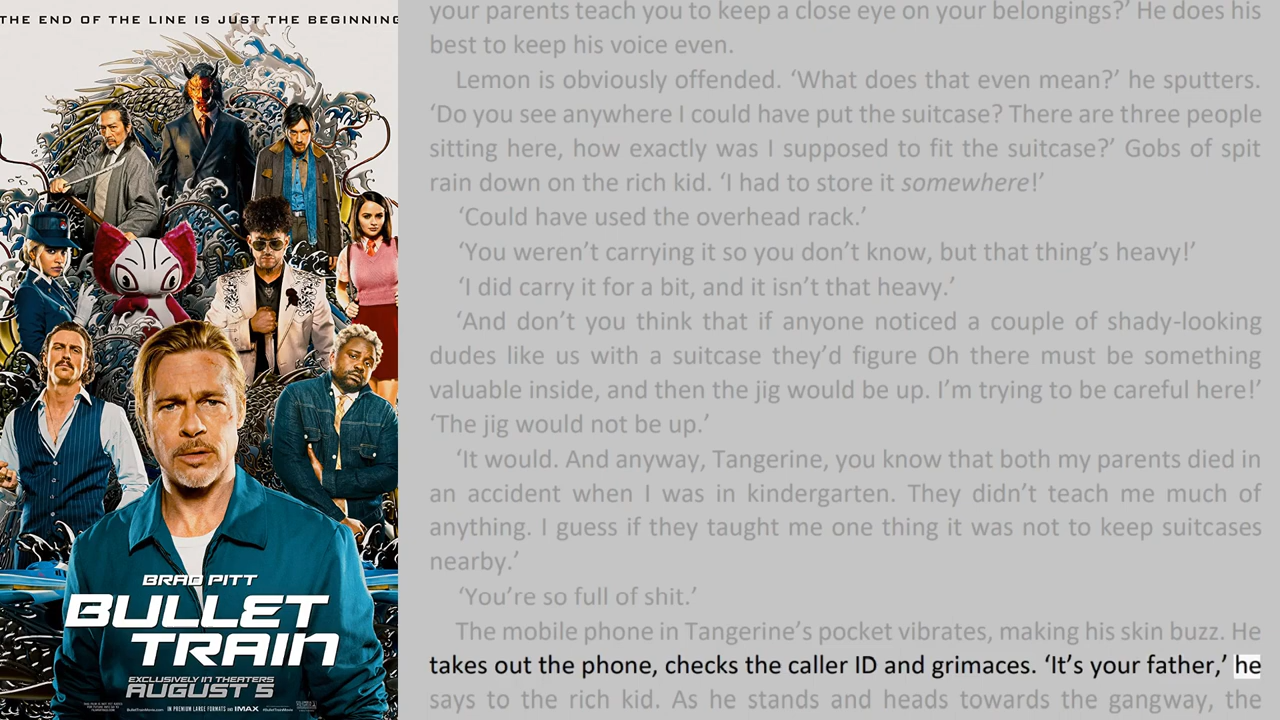 THE END OF THE LINE IS JUST THE BEGINNING
BRAD PITT
BULLET
TRAIN
EXCLUSIVELY IN THEATERS
AUGUST 5
IN PREMIUM LARGE FORMATS AND IMAX
your parents teach you to keep a close eye on your belongings?’ He does his
best to keep his voice even.
Lemon is obviously offended. ‘What does that even mean?’ he sputters.
‘Do you see anywhere I could have put the suitcase? There are three people
sitting here, how exactly was I supposed to fit the suitcase?’ Gobs of spit
rain down on the rich kid. ‘I had to store it somewhere!’
‘Could have used the overhead rack.’
‘You weren’t carrying it so you don’t know, but that thing’s heavy!’
‘I did carry it for a bit, and it isn’t that heavy.’
‘And don’t you think that if anyone noticed a couple of shady-looking
dudes like us with a suitcase they’d figure Oh there must be something
valuable inside, and then the jig would be up. I’m trying to be careful here!’
‘The jig would not be up.’
‘It would. And anyway, Tangerine, you know that both my parents died in
an accident when I was in kindergarten. They didn’t teach me much of
anything. I guess if they taught me one thing it was not to keep suitcases
nearby.’
‘You’re so full of shit.’
The mobile phone in Tangerine’s pocket vibrates, making his skin buzz. He
takes out the phone, checks the caller ID and grimaces. ‘It’s your father,’ he
says to the rich kid. As Tangerine heads towards the gangway, the